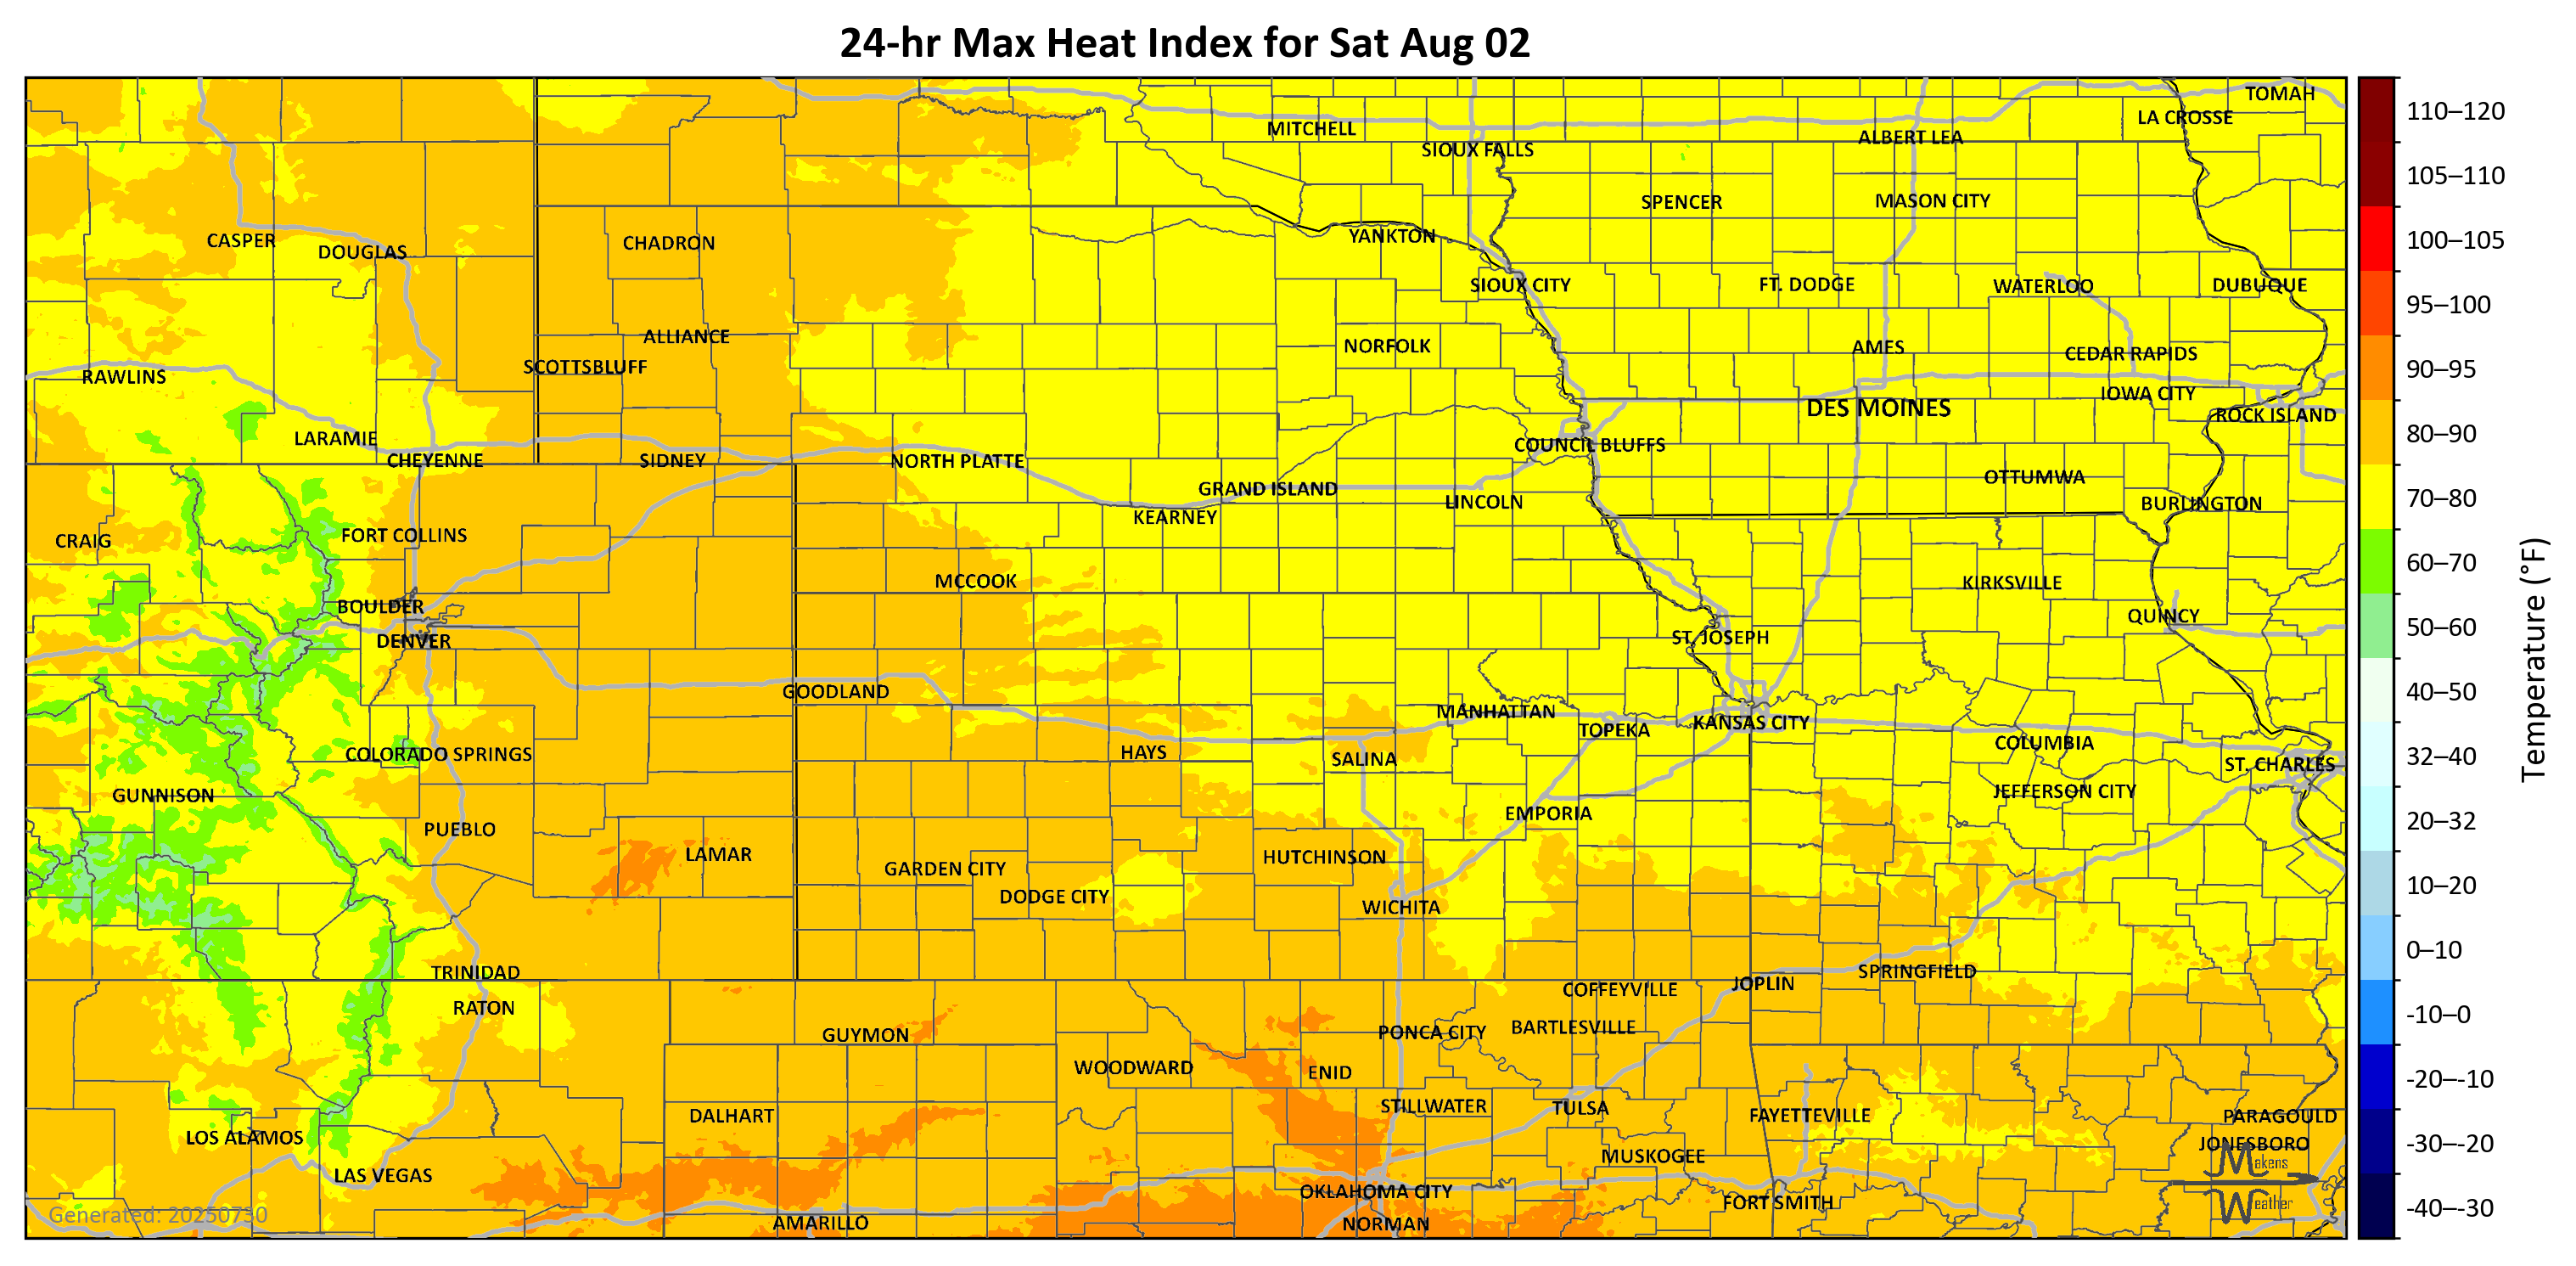 24-hr Max Heat Index for Sat Aug 02
TOMAH
LA CROSSE
MITCHELL
ALBERT LEA
SIOUX FALLS
SPENCER
MASON CITY
CASPER
DOUGLAS
CHADRON
YANKTON
SIOUX CITY
FT. DODGE
WATERLOO
DUBUQUE
ALLIANCE
NORFOLK
AMES
CEDAR RAPIDS
SCOTTSBLUFF
RAWLINS
IOWA CITY
DES MOINES
ROCK ISLAND
LARAMIE
COUNCIL BLUFFS
CHEYENNE
SIDNEY
NORTH PLATTE
OTTUMWA
GRAND ISLAND
LINCOLN
BURLINGTON
KEARNEY
FORT COLLINS
CRAIG
MCCOOK
KIRKSVILLE
BOULDER
QUINCY
DENVER
ST. JOSEPH
GOODLAND
MANHATTAN
TOPEKA
KANSAS CITY
COLUMBIA
COLORADO SPRINGS
HAYS
SALINA
ST. CHARLES
GUNNISON
JEFFERSON CITY
EMPORIA
PUEBLO
LAMAR
HUTCHINSON
GARDEN CITY
DODGE CITY
WICHITA
TRINIDAD
SPRINGFIELD
JOPLIN
COFFEYVILLE
RATON
GUYMON
PONCA CITY
BARTLESVILLE
WOODWARD
ENID
STILLWATER
TULSA
DALHART
FAYETTEVILLE
PARAGOULD
LOS ALAMOS
JONESBORO
MUSKOGEE
LAS VEGAS
OKLAHOMA CITY
FORT SMITH
AMARILLO
NORMAN
Generated: 20250730
Makens
Weather
110–120
105–110
100–105
95–100
90–95
80–90
70–80
60–70
50–60
40–50
32–40
20–32
10–20
0–10
-10–0
-20–-10
-30–-20
-40–-30
Temperature (°F)